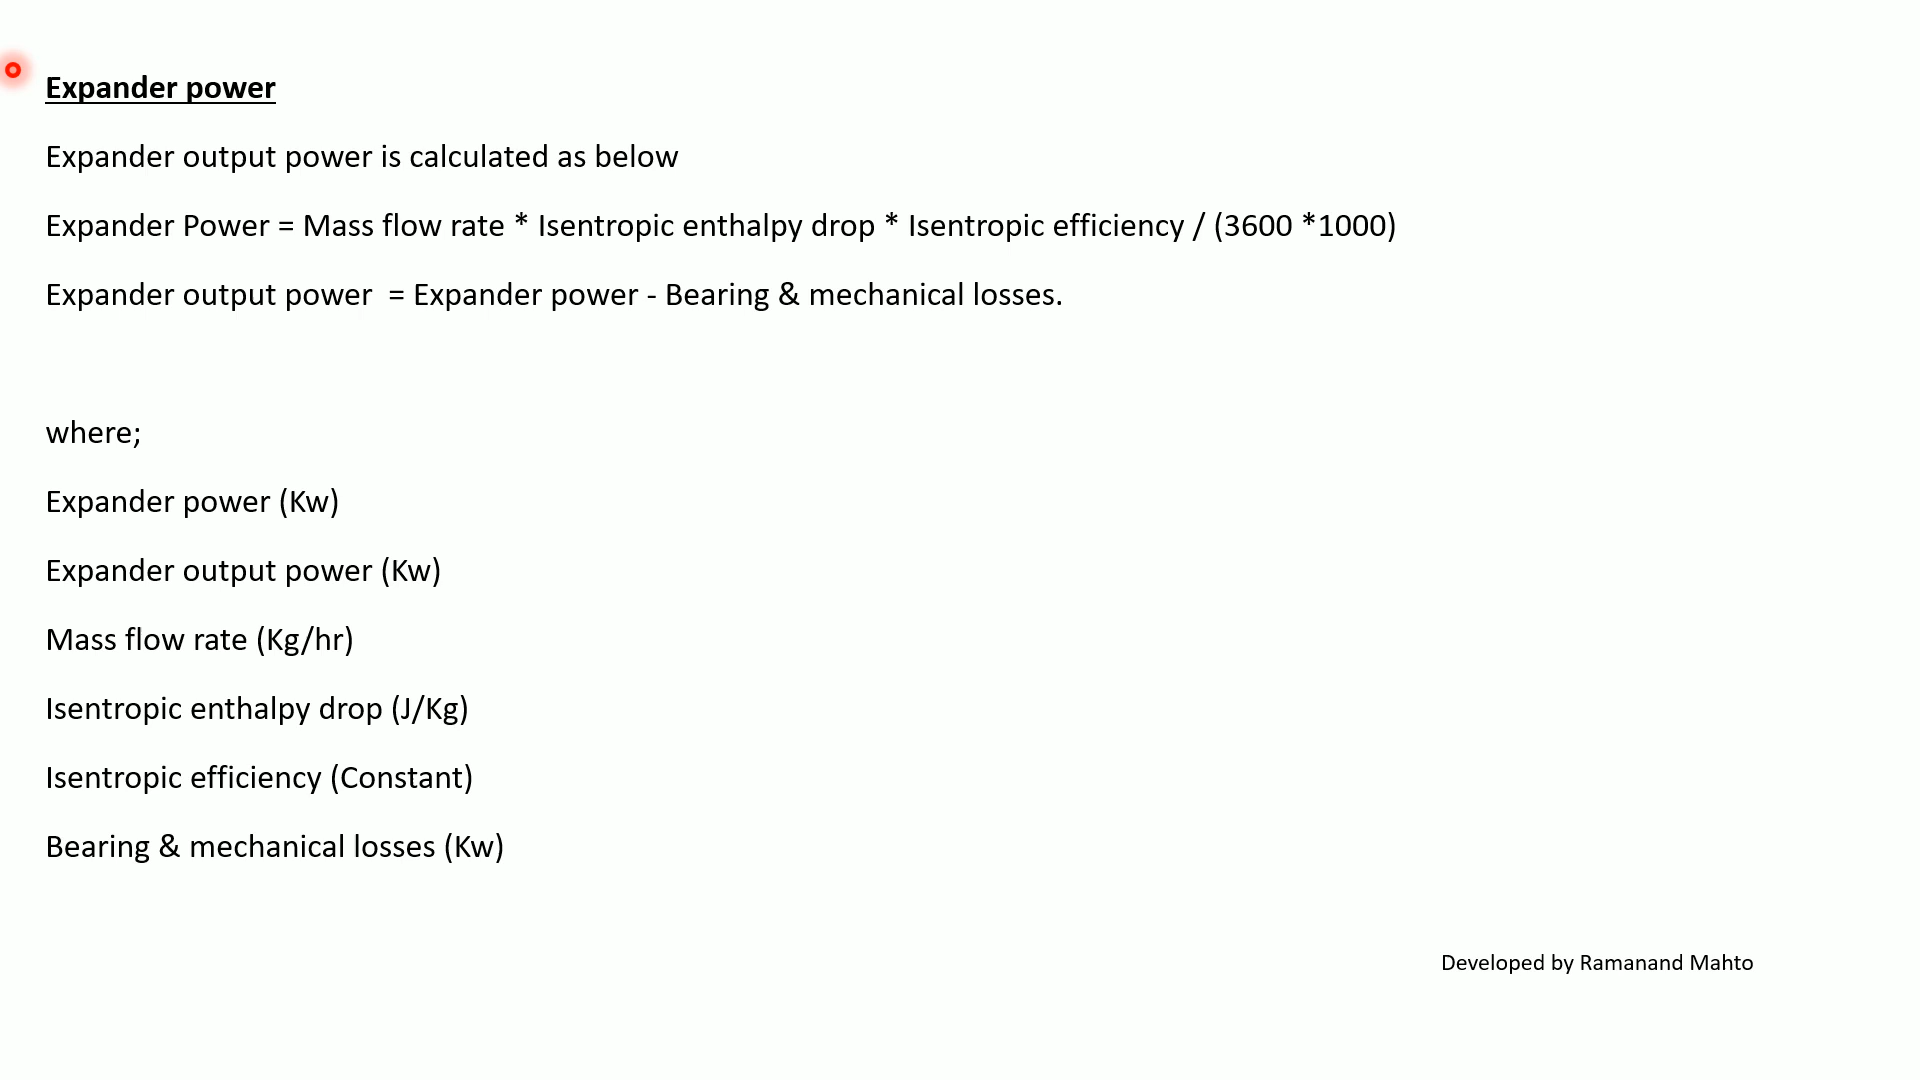 Expander power
Expander output power is calculated as below
Expander Power = Mass flow rate * Isentropic enthalpy drop * Isentropic efficiency / (3600 *1000)
Expander output power  = Expander power - Bearing & mechanical losses.
where;
Expander power (Kw)
Expander output power (Kw)
Mass flow rate (Kg/hr)
Isentropic enthalpy drop (J/Kg)
Isentropic efficiency (Constant)
Bearing & mechanical losses (Kw)
Developed by Ramanand Mahto